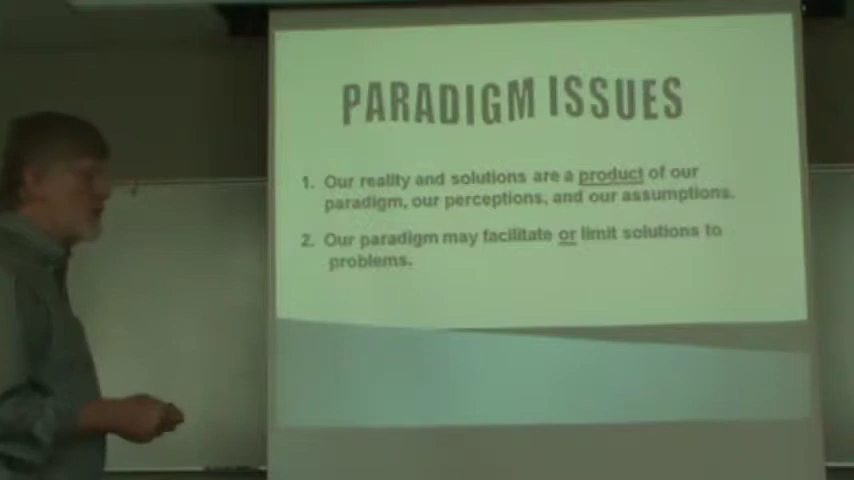 PARADIGM ISSUES
1. Our reality and solutions are a product of our
paradigm, our perceptions, and our assumptions.
2. Our paradigm may facilitate or limit solutions to
problems.